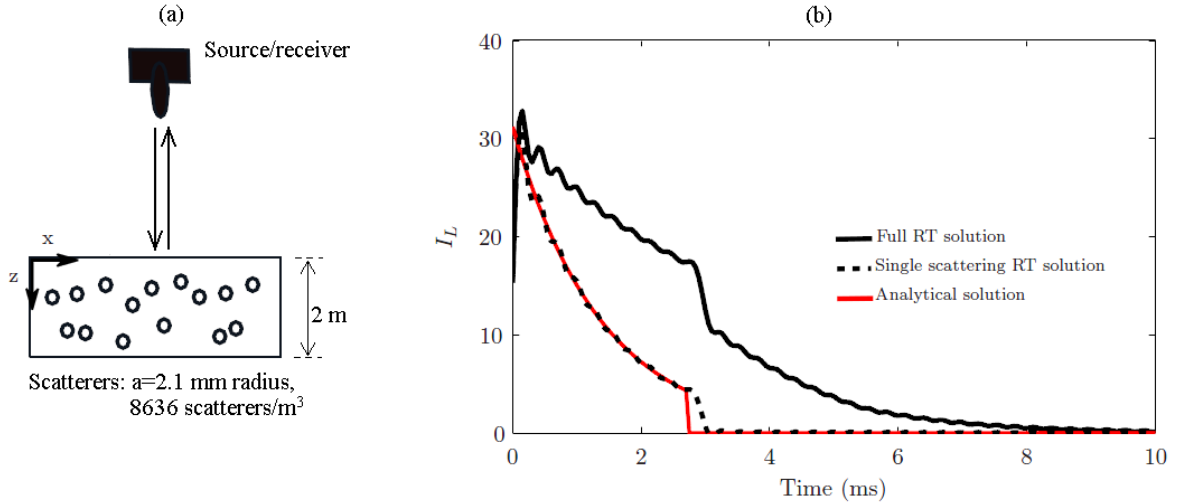 (a)
Source/receiver
x
z
2 m
Scatterers: a=2.1 mm radius,
8636 scatterers/m³
(b)
40
30
20
10
0
I_L
Full RT solution
Single scattering RT solution
Analytical solution
0 2 4 6 8 10
Time (ms)